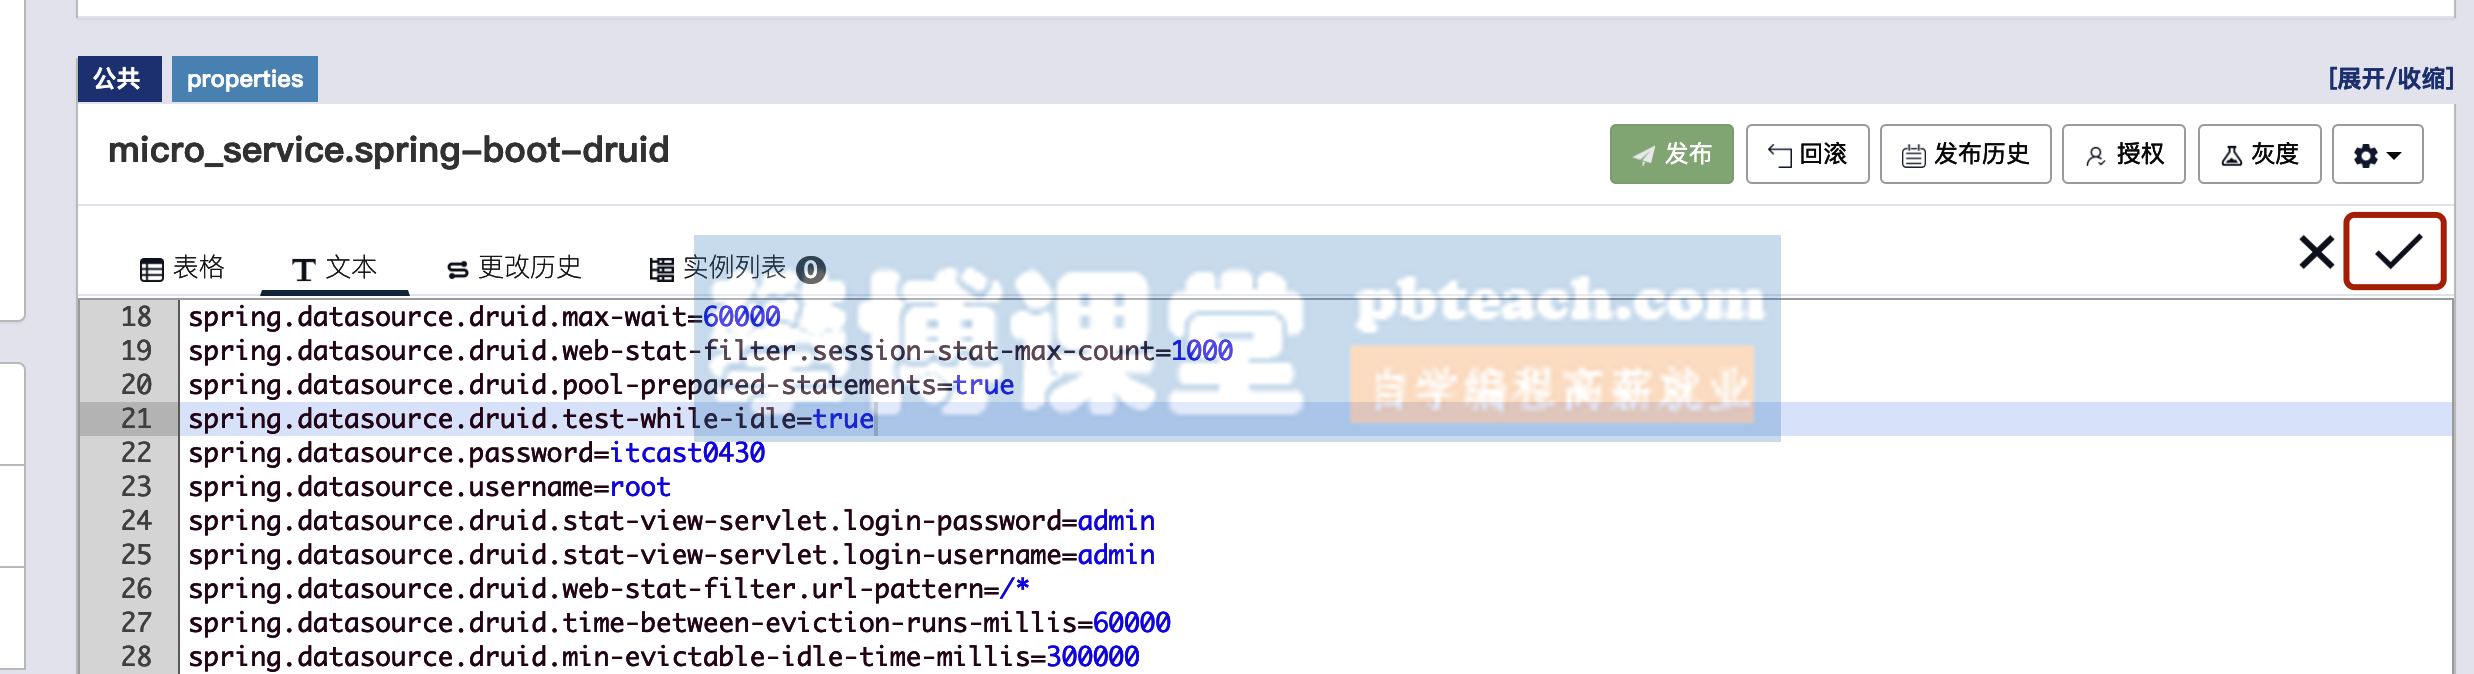 公共 properties [展开/收缩]
micro_service.spring-boot-druid 发布 回滚 发布历史 授权 灰度
表格 文本 更改历史 实例列表 0
18 spring.datasource.druid.max-wait=60000
19 spring.datasource.druid.web-stat-filter.session-stat-max-count=1000
20 spring.datasource.druid.pool-prepared-statements=true
21 spring.datasource.druid.test-while-idle=true
22 spring.datasource.password=itcast0430
23 spring.datasource.username=root
24 spring.datasource.druid.stat-view-servlet.login-password=admin
25 spring.datasource.druid.stat-view-servlet.login-username=admin
26 spring.datasource.druid.web-stat-filter.url-pattern=/*
27 spring.datasource.druid.time-between-eviction-runs-millis=60000
28 spring.datasource.druid.min-evictable-idle-time-millis=300000
博课堂 pbteach.com
自学编程高薪就业